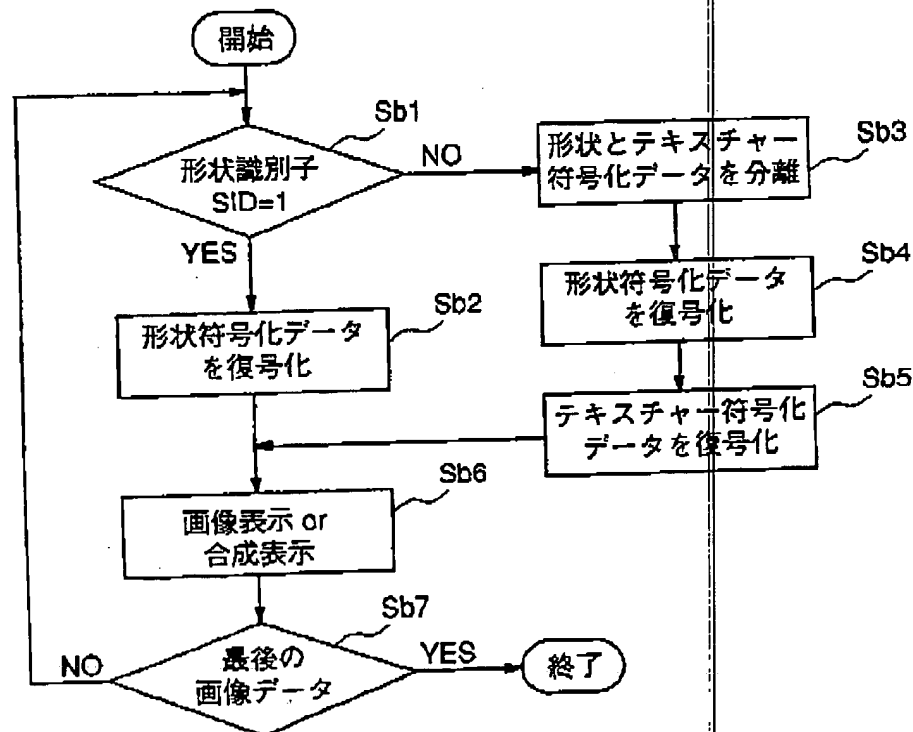 開始
Sb1
形状識別子
SID=1
NO
YES
Sb3
形状とテキスチャー
符号化データを分離
Sb4
形状符号化データ
を復号化
Sb2
形状符号化データ
を復号化
Sb5
テキスチャー符号化
データを復号化
Sb6
画像表示 or
合成表示
Sb7
最後の
画像データ
NO
YES
終了